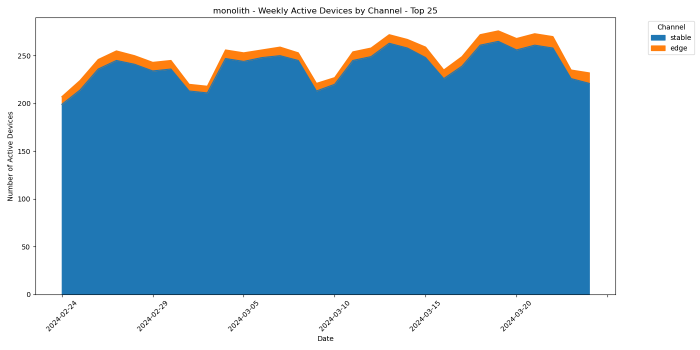 monolith - Weekly Active Devices by Channel - Top 25
Channel
stable
edge
Number of Active Devices
250
200
150
100
50
0
2024-02-24
2024-02-29
2024-03-05
2024-03-10
2024-03-15
2024-03-20
Date